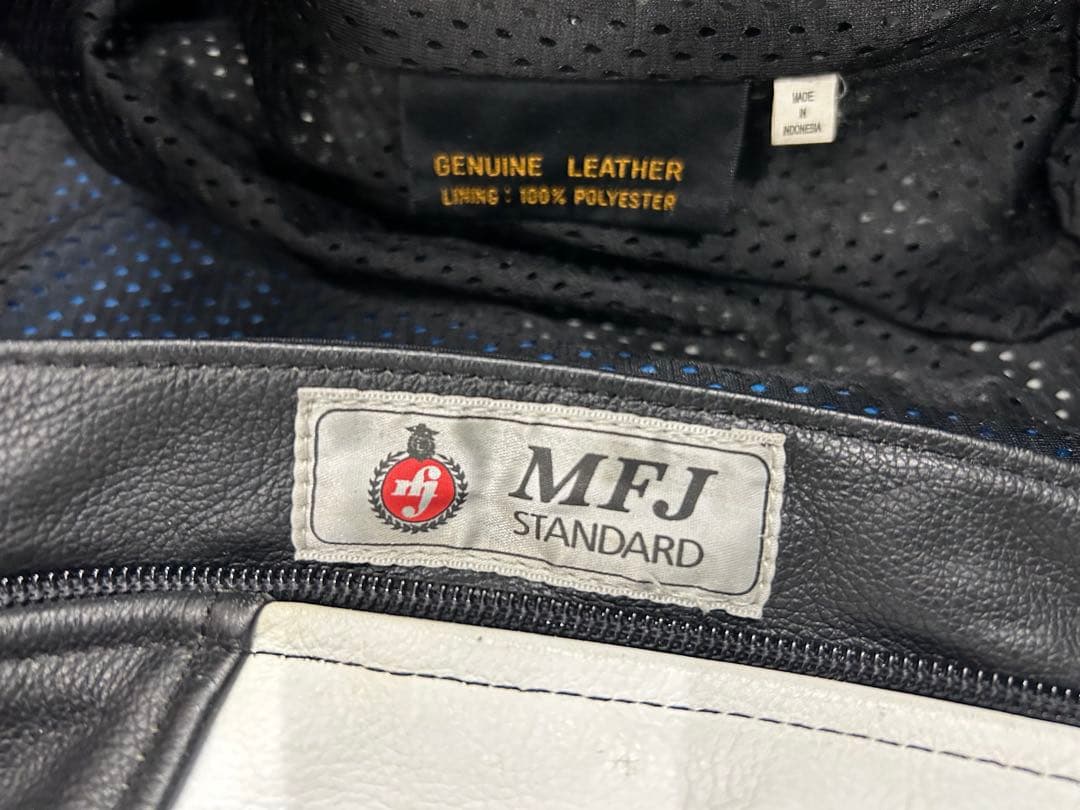 MADE
IN
INDONESIA
GENUINE LEATHER
LINING : 100% POLYESTER
mfj
MFJ
STANDARD